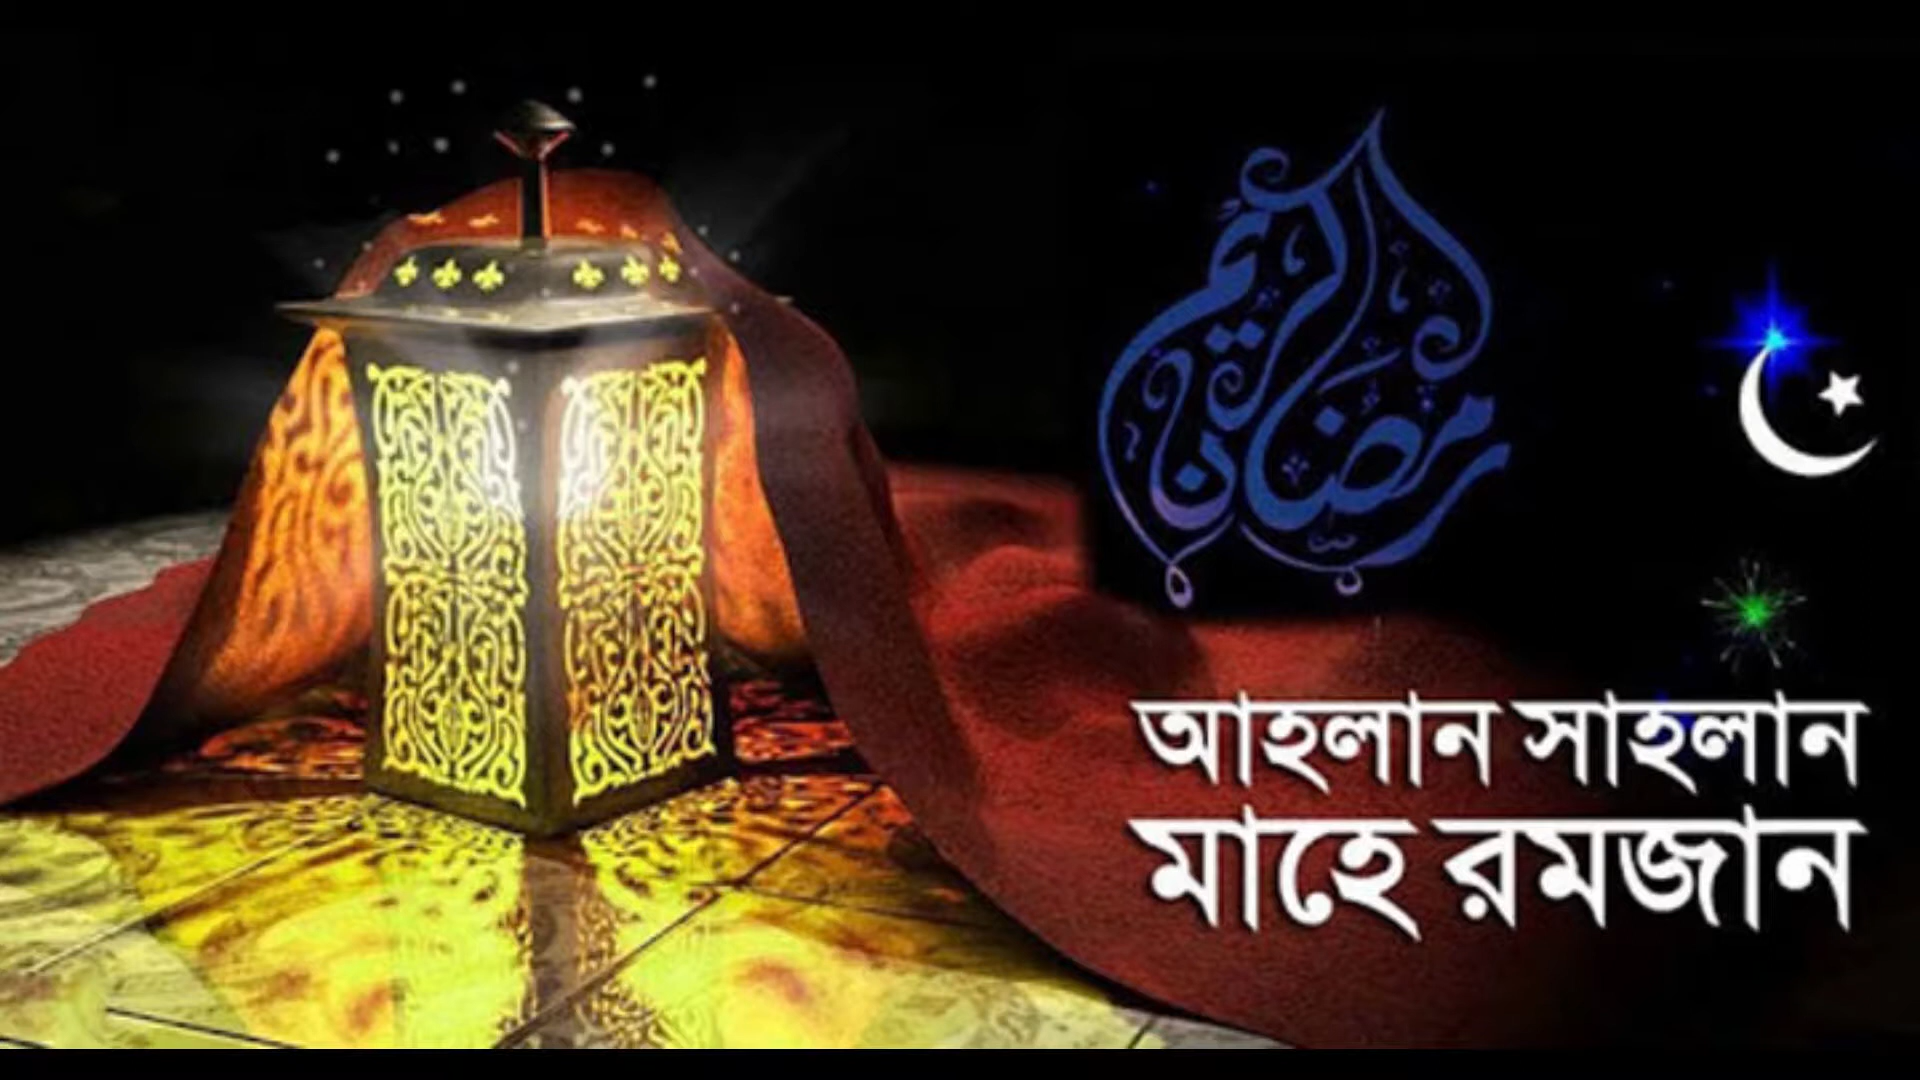 رمضان كريم
আহলান সাহলান
মাহে রমজান